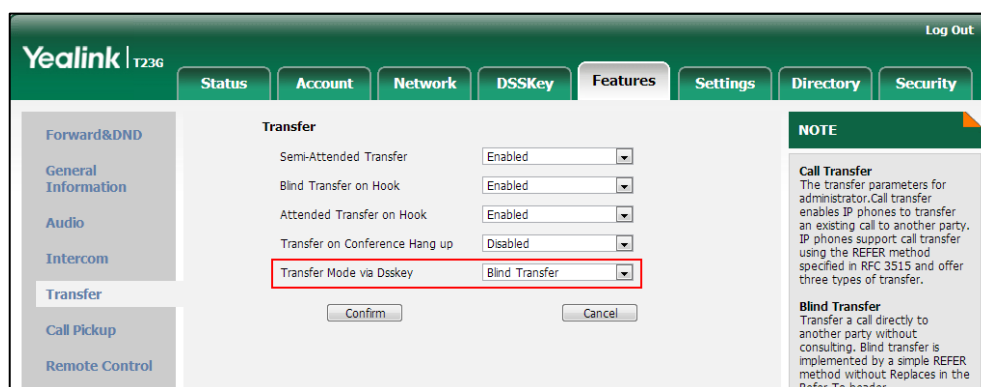 Log Out
Yealink T23G
Status Account Network DSSKey Features Settings Directory Security
Forward&DND
General
Information
Audio
Intercom
Transfer
Call Pickup
Remote Control
Transfer
Semi-Attended Transfer Enabled
Blind Transfer on Hook Enabled
Attended Transfer on Hook Enabled
Transfer on Conference Hang up Disabled
Transfer Mode via Dsskey Blind Transfer
Confirm Cancel
NOTE
Call Transfer
The transfer parameters for
administrator.Call transfer
enables IP phones to transfer
an existing call to another party.
IP phones support call transfer
using the REFER method
specified in RFC 3515 and offer
three types of transfer.
Blind Transfer
Transfer a call directly to
another party without
consulting. Blind transfer is
implemented by a simple REFER
method without Replaces in the
Refer-To header.